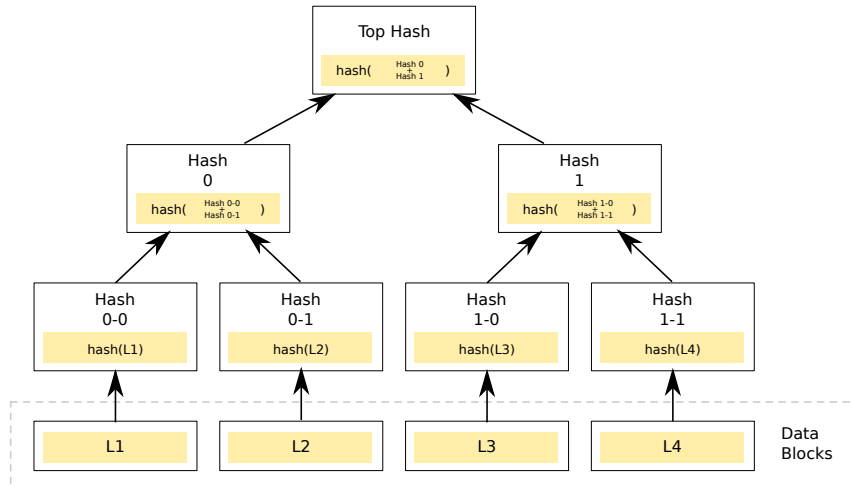 Top Hash
hash( Hash 0 + Hash 1 )
Hash
0
hash( Hash 0-0 + Hash 0-1 )
Hash
1
hash( Hash 1-0 + Hash 1-1 )
Hash
0-0
hash(L1)
Hash
0-1
hash(L2)
Hash
1-0
hash(L3)
Hash
1-1
hash(L4)
L1
L2
L3
L4
Data
Blocks